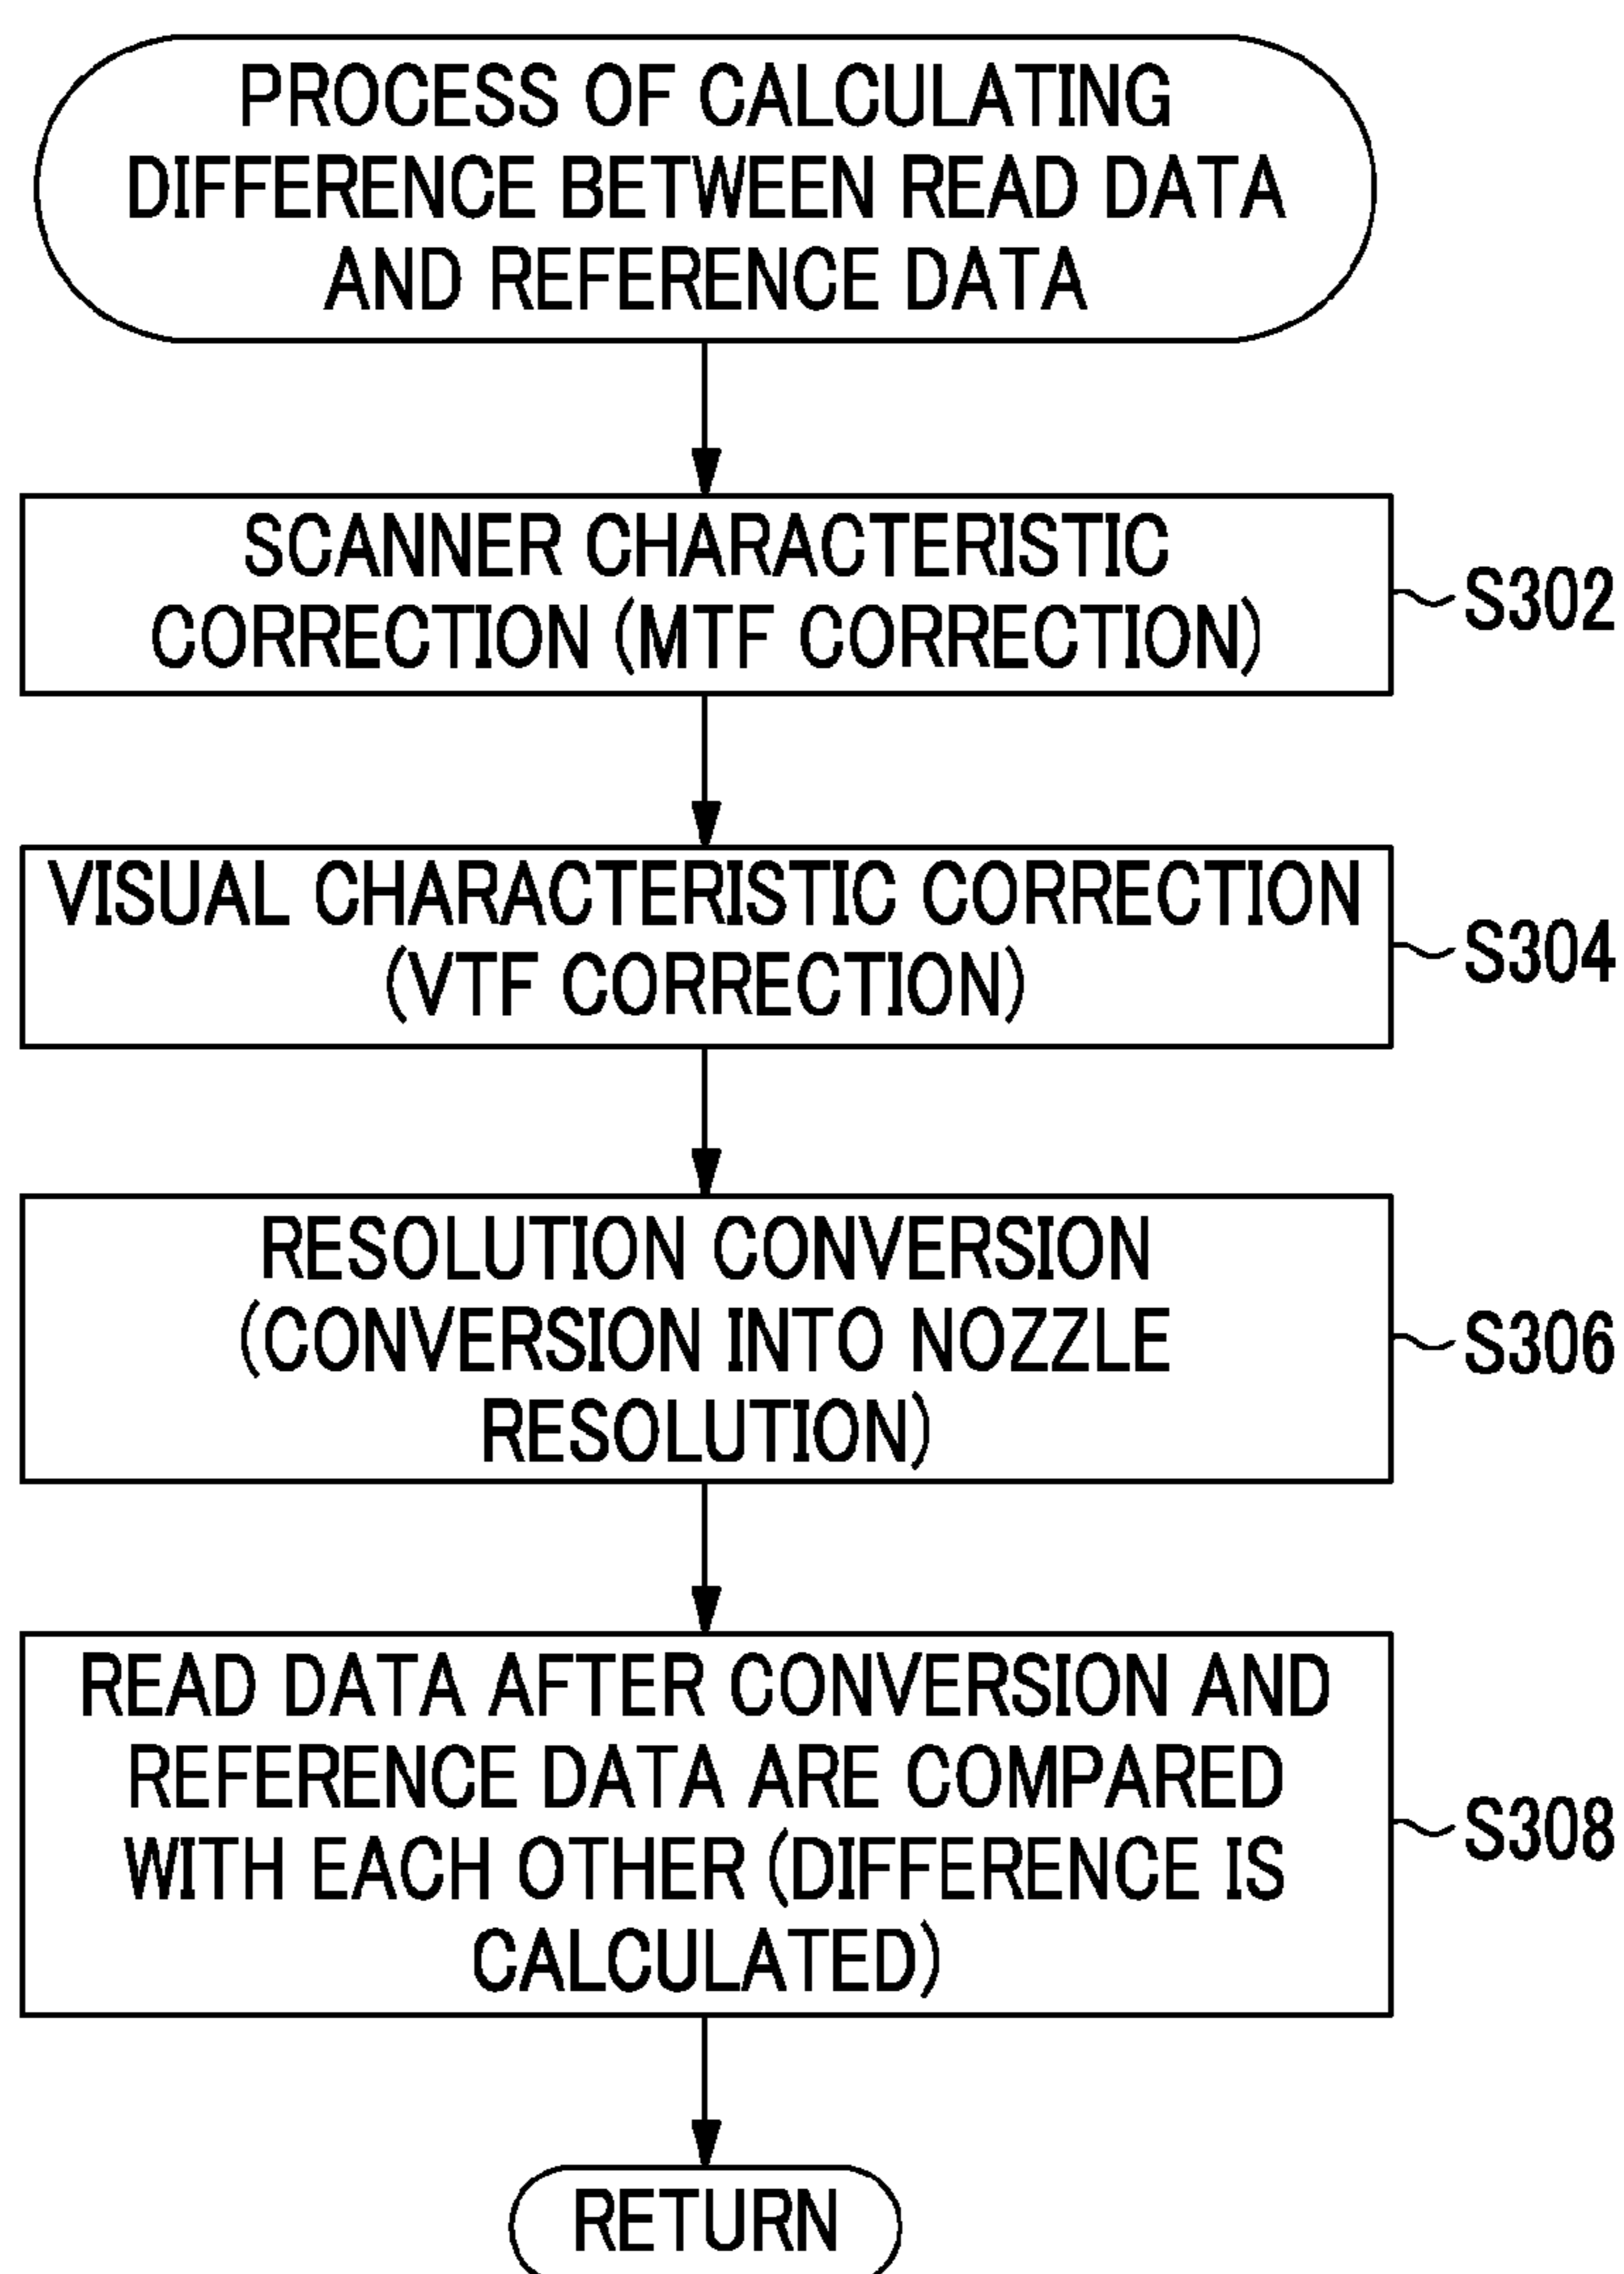 PROCESS OF CALCULATING
DIFFERENCE BETWEEN READ DATA
AND REFERENCE DATA
SCANNER CHARACTERISTIC
CORRECTION (MTF CORRECTION)
S302
VISUAL CHARACTERISTIC CORRECTION
(VTF CORRECTION)
S304
RESOLUTION CONVERSION
(CONVERSION INTO NOZZLE
RESOLUTION)
S306
READ DATA AFTER CONVERSION AND
REFERENCE DATA ARE COMPARED
WITH EACH OTHER (DIFFERENCE IS
CALCULATED)
S308
RETURN